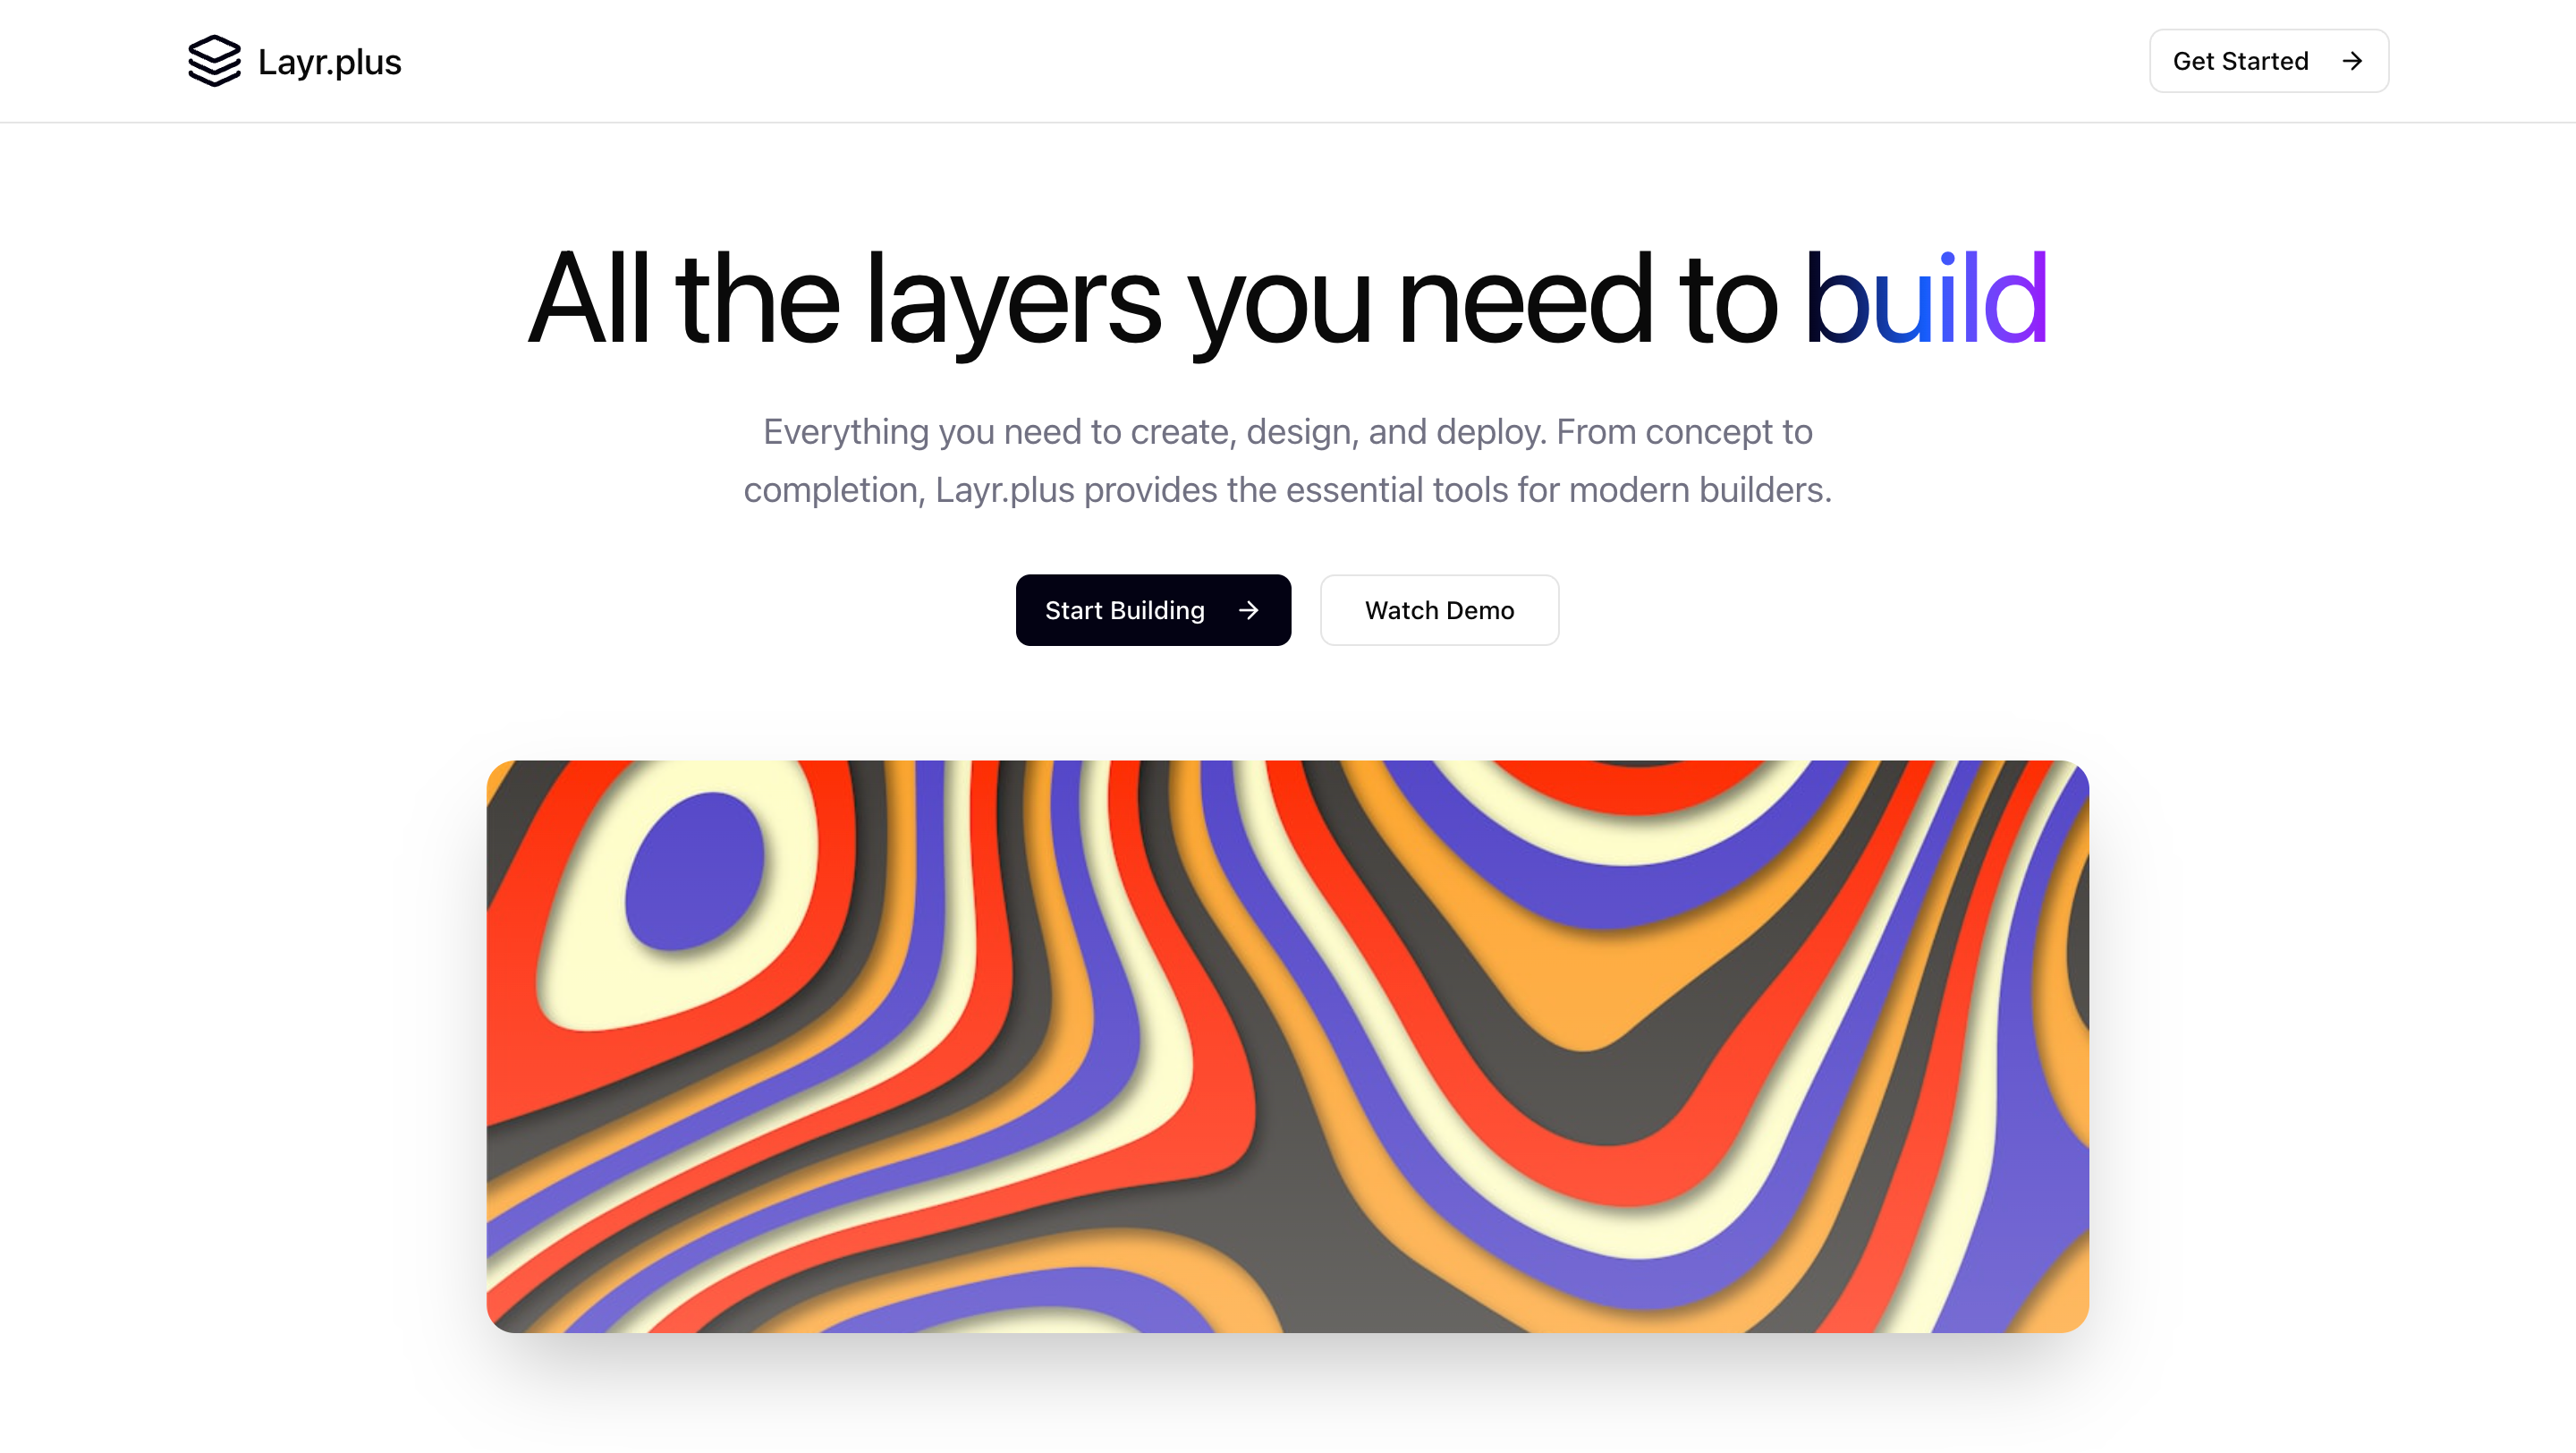 Layr.plus
Get Started
All the layers you need to build
Everything you need to create, design, and deploy. From concept to
completion, Layr.plus provides the essential tools for modern builders.
Start Building
Watch Demo